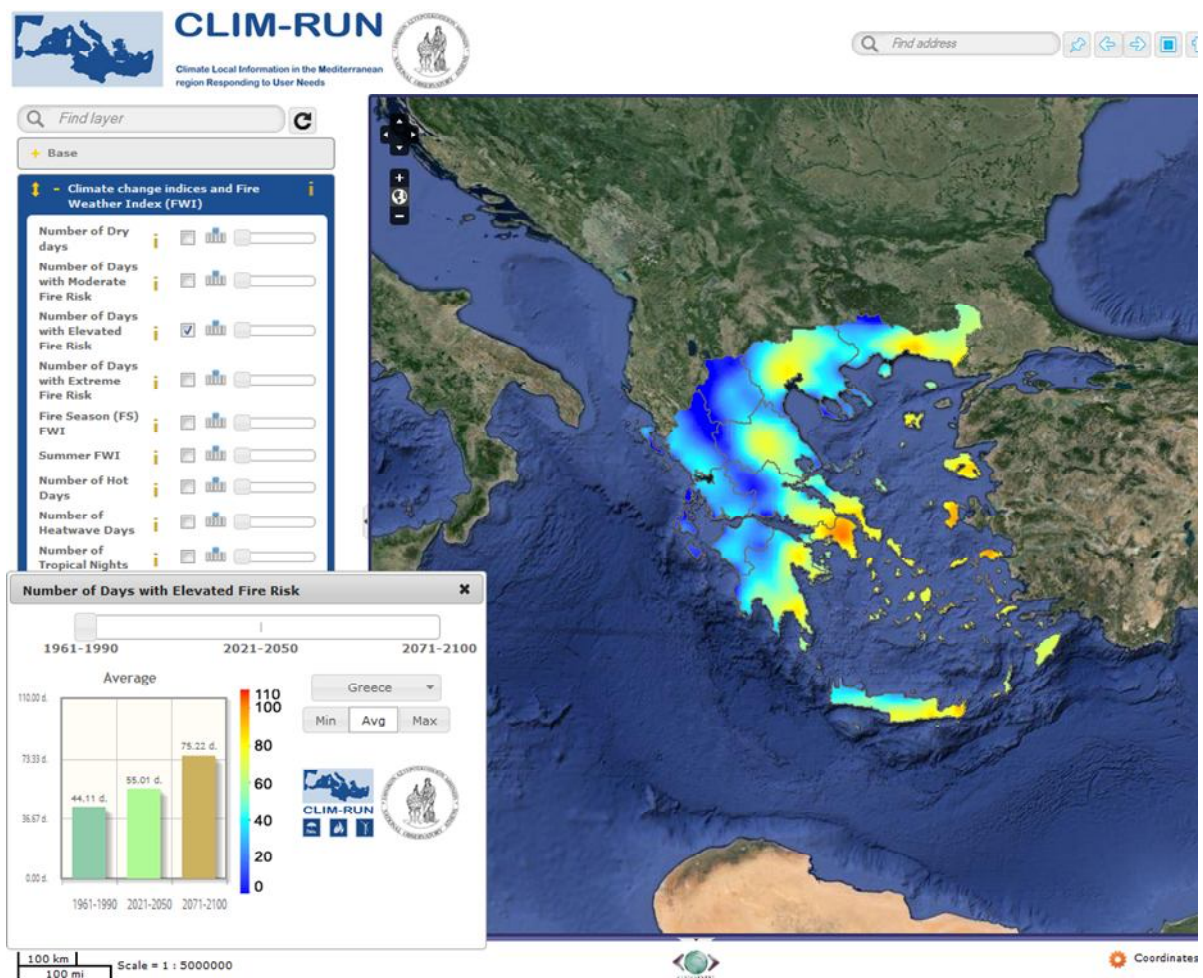 CLIM-RUN
Climate Local Information in the Mediterranean
region Responding to User Needs
Find address
Find layer
+ Base
- Climate change indices and Fire
Weather Index (FWI)
Number of Dry
days
Number of Days
with Moderate
Fire Risk
Number of Days
with Elevated
Fire Risk
Number of Days
with Extreme
Fire Risk
Fire Season (FS)
FWI
Summer FWI
Number of Hot
Days
Number of
Heatwave Days
Number of
Tropical Nights
Number of Days with Elevated Fire Risk
1961-1990 2021-2050 2071-2100
Average
110.00 d.
73.33 d.
36.67 d.
0.00 d.
44.11 d.
55.01 d.
75.22 d.
1961-1990 2021-2050 2071-2100
110
100
80
60
40
20
0
Greece
Min Avg Max
CLIM-RUN
100 km
100 mi
Scale = 1 : 5000000
Coordinates